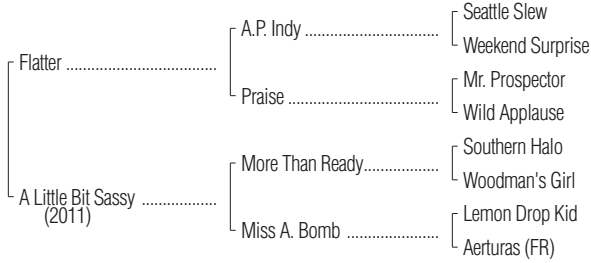 Seattle Slew
A.P. Indy ..............................
Weekend Surprise
Flatter ..................................
Mr. Prospector
Praise ..................................
Wild Applause
Southern Halo
More Than Ready.................
Woodman's Girl
A Little Bit Sassy .................
(2011)
Lemon Drop Kid
Miss A. Bomb .....................
Aerturas (FR)